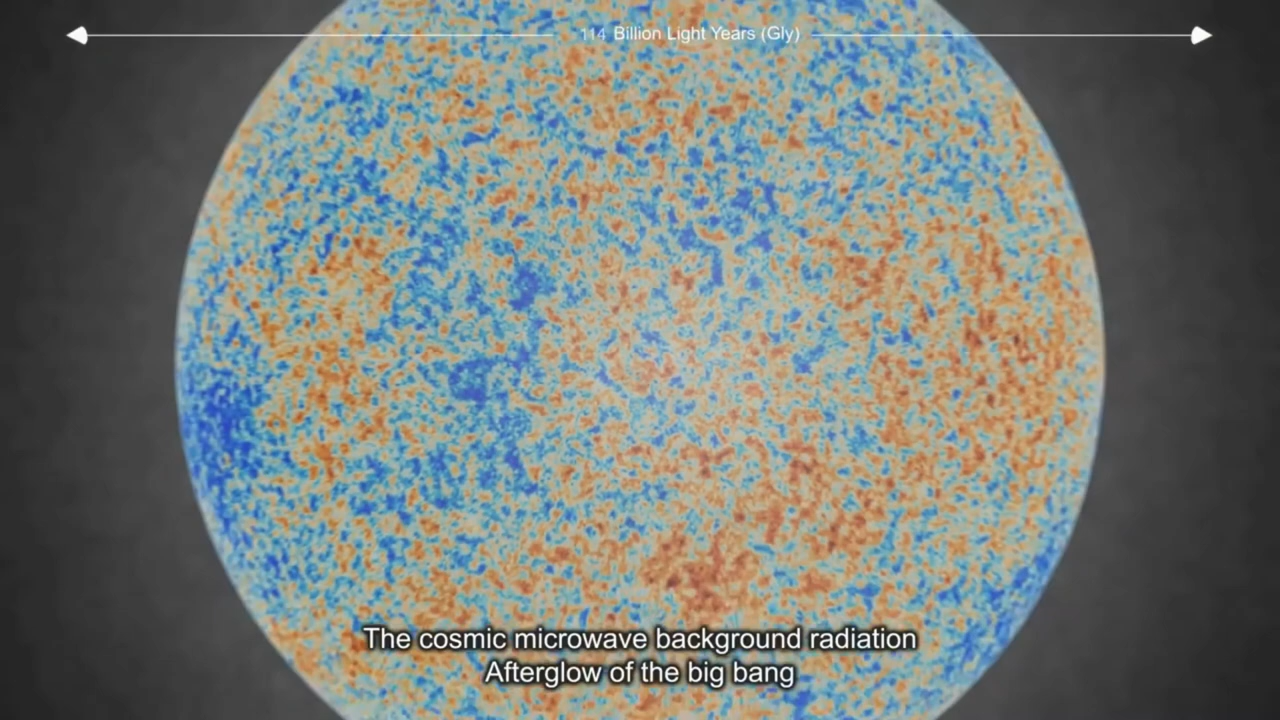 114 Billion Light Years (Gly)
The cosmic microwave background radiation
Afterglow of the big bang